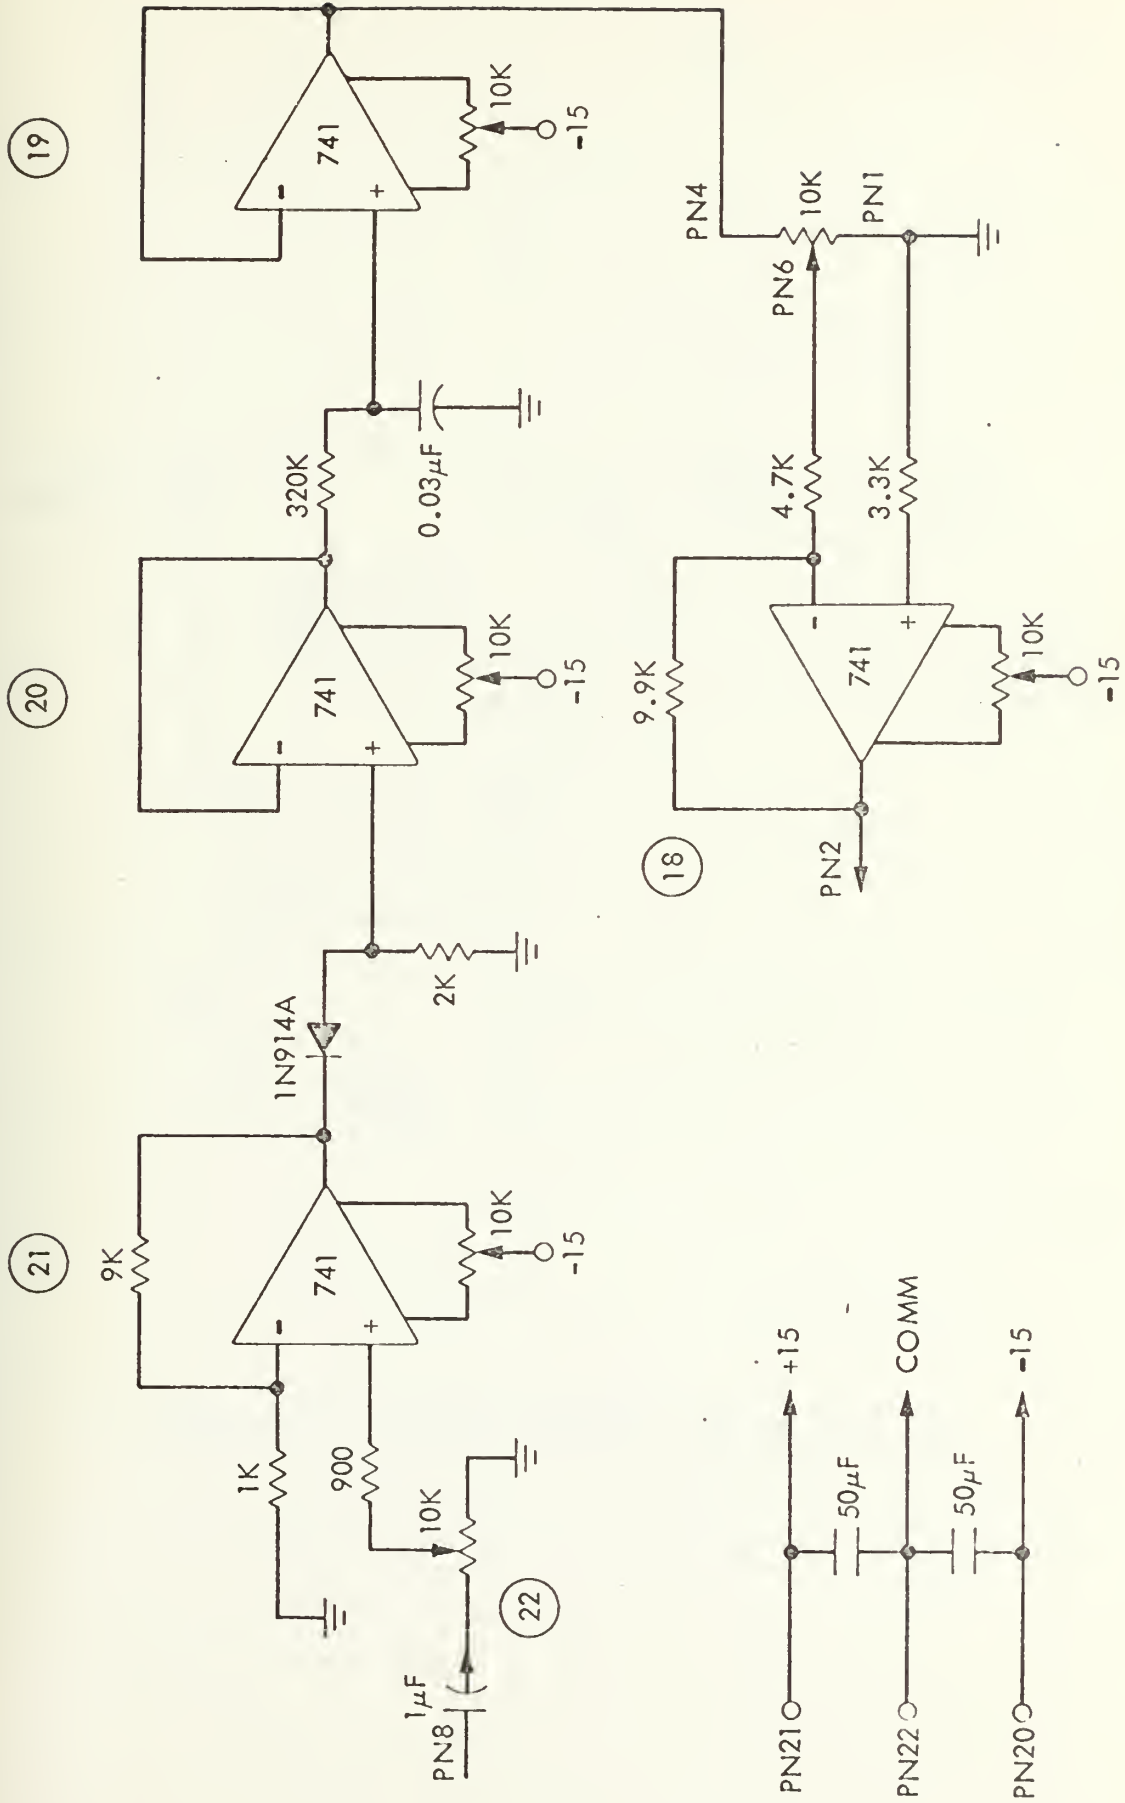 21
20
19
9K
1K
-
741
+
900
10K
10K
-15
PN8
1μF
22
1N914A
2K
-
741
+
10K
-15
320K
0.03μF
-
741
+
10K
-15
PN4
10K
PN6
PN1
4.7K
3.3K
9.9K
-
741
+
10K
-15
18
PN2
PN21
+15
50μF
PN22
COMM
50μF
PN20
-15